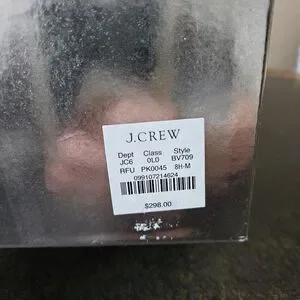 J.CREW
Dept Class Style
JC6 0L0 BV709
RFU PK0045 8H-M
099107214624
$298.00